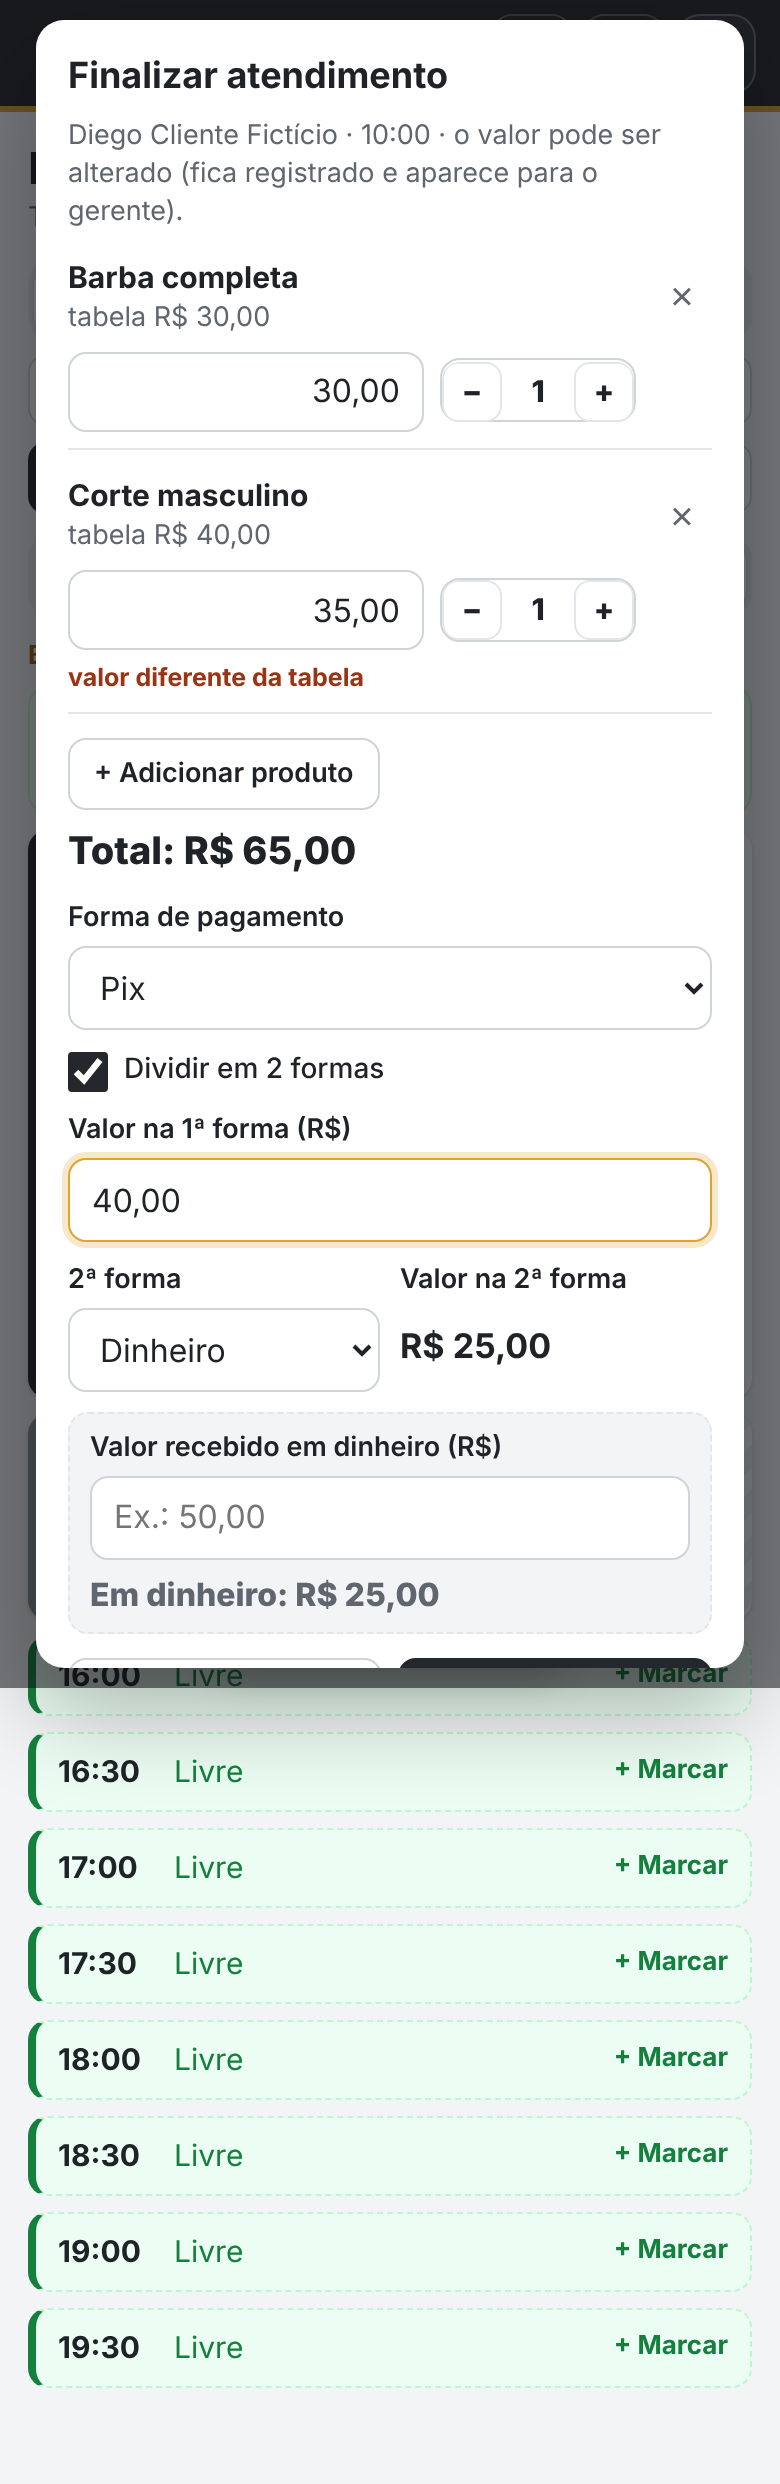 Finalizar atendimento
Diego Cliente Fictício · 10:00 · o valor pode ser
alterado (fica registrado e aparece para o
gerente).
Barba completa
tabela R$ 30,00
×
30,00
− 1 +
Corte masculino
tabela R$ 40,00
×
35,00
− 1 +
valor diferente da tabela
+ Adicionar produto
Total: R$ 65,00
Forma de pagamento
Pix
Dividir em 2 formas
Valor na 1ª forma (R$)
40,00
2ª forma
Valor na 2ª forma
Dinheiro
R$ 25,00
Valor recebido em dinheiro (R$)
Ex.: 50,00
Em dinheiro: R$ 25,00
16:00 Livre + Marcar
16:30 Livre + Marcar
17:00 Livre + Marcar
17:30 Livre + Marcar
18:00 Livre + Marcar
18:30 Livre + Marcar
19:00 Livre + Marcar
19:30 Livre + Marcar